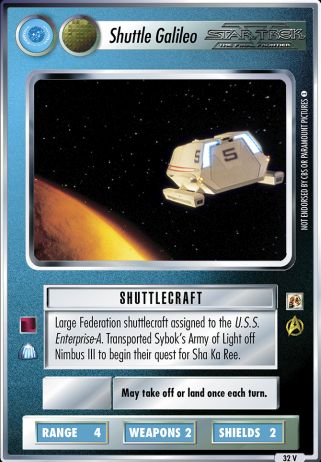 Shuttle Galileo
STAR TREK V
THE FINAL FRONTIER
5
5
NOT ENDORSED BY CBS OR PARAMOUNT PICTURES
SHUTTLECRAFT
Large Federation shuttlecraft assigned to the U.S.S.
Enterprise-A. Transported Sybok's Army of Light off
Nimbus III to begin their quest for Sha Ka Ree.
May take off or land once each turn.
RANGE 4 WEAPONS 2 SHIELDS 2
32 V